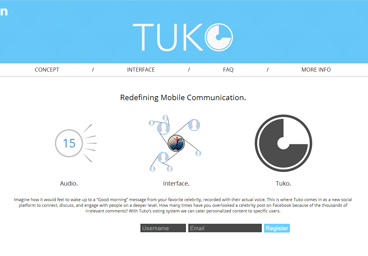 n
TUKO
CONCEPT / INTERFACE / FAQ / MORE INFO
Redefining Mobile Communication.
15
Audio. Interface. Tuko.
Imagine how it would feel to wake up to a "Good morning" message from your favorite celebrity, recorded with their actual voice. This is where Tuko comes in as a new social
platform to connect, discuss, and engage with people on a deeper level. How many times have you overlooked a celebrity post on Facebook because of the thousands of
irrelevant comments? With Tuko's voting system we can cater personalized content to specific users.
Username Email Register